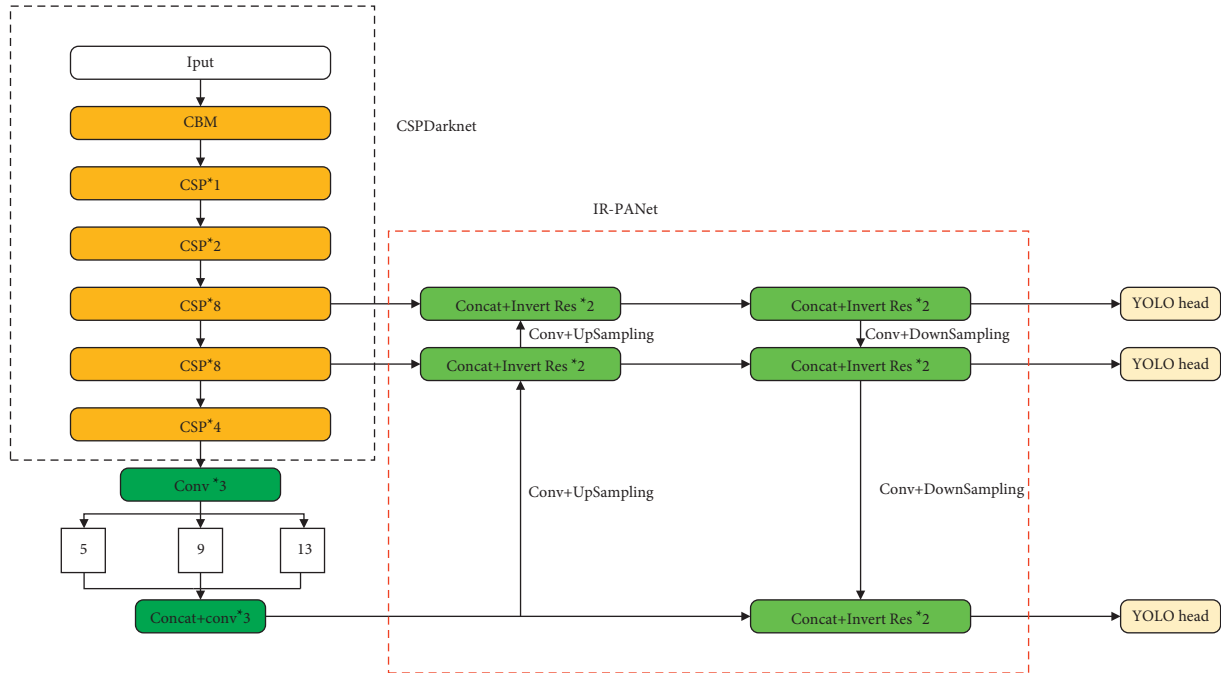 Iput
CBM
CSPDarknet
CSP*1
IR-PANet
CSP*2
CSP*8
Concat+Invert Res *2
Concat+Invert Res *2
YOLO head
Conv+UpSampling
Conv+DownSampling
CSP*8
Concat+Invert Res *2
Concat+Invert Res *2
YOLO head
CSP*4
Conv *3
Conv+UpSampling
Conv+DownSampling
5
9
13
Concat+conv*3
Concat+Invert Res *2
YOLO head